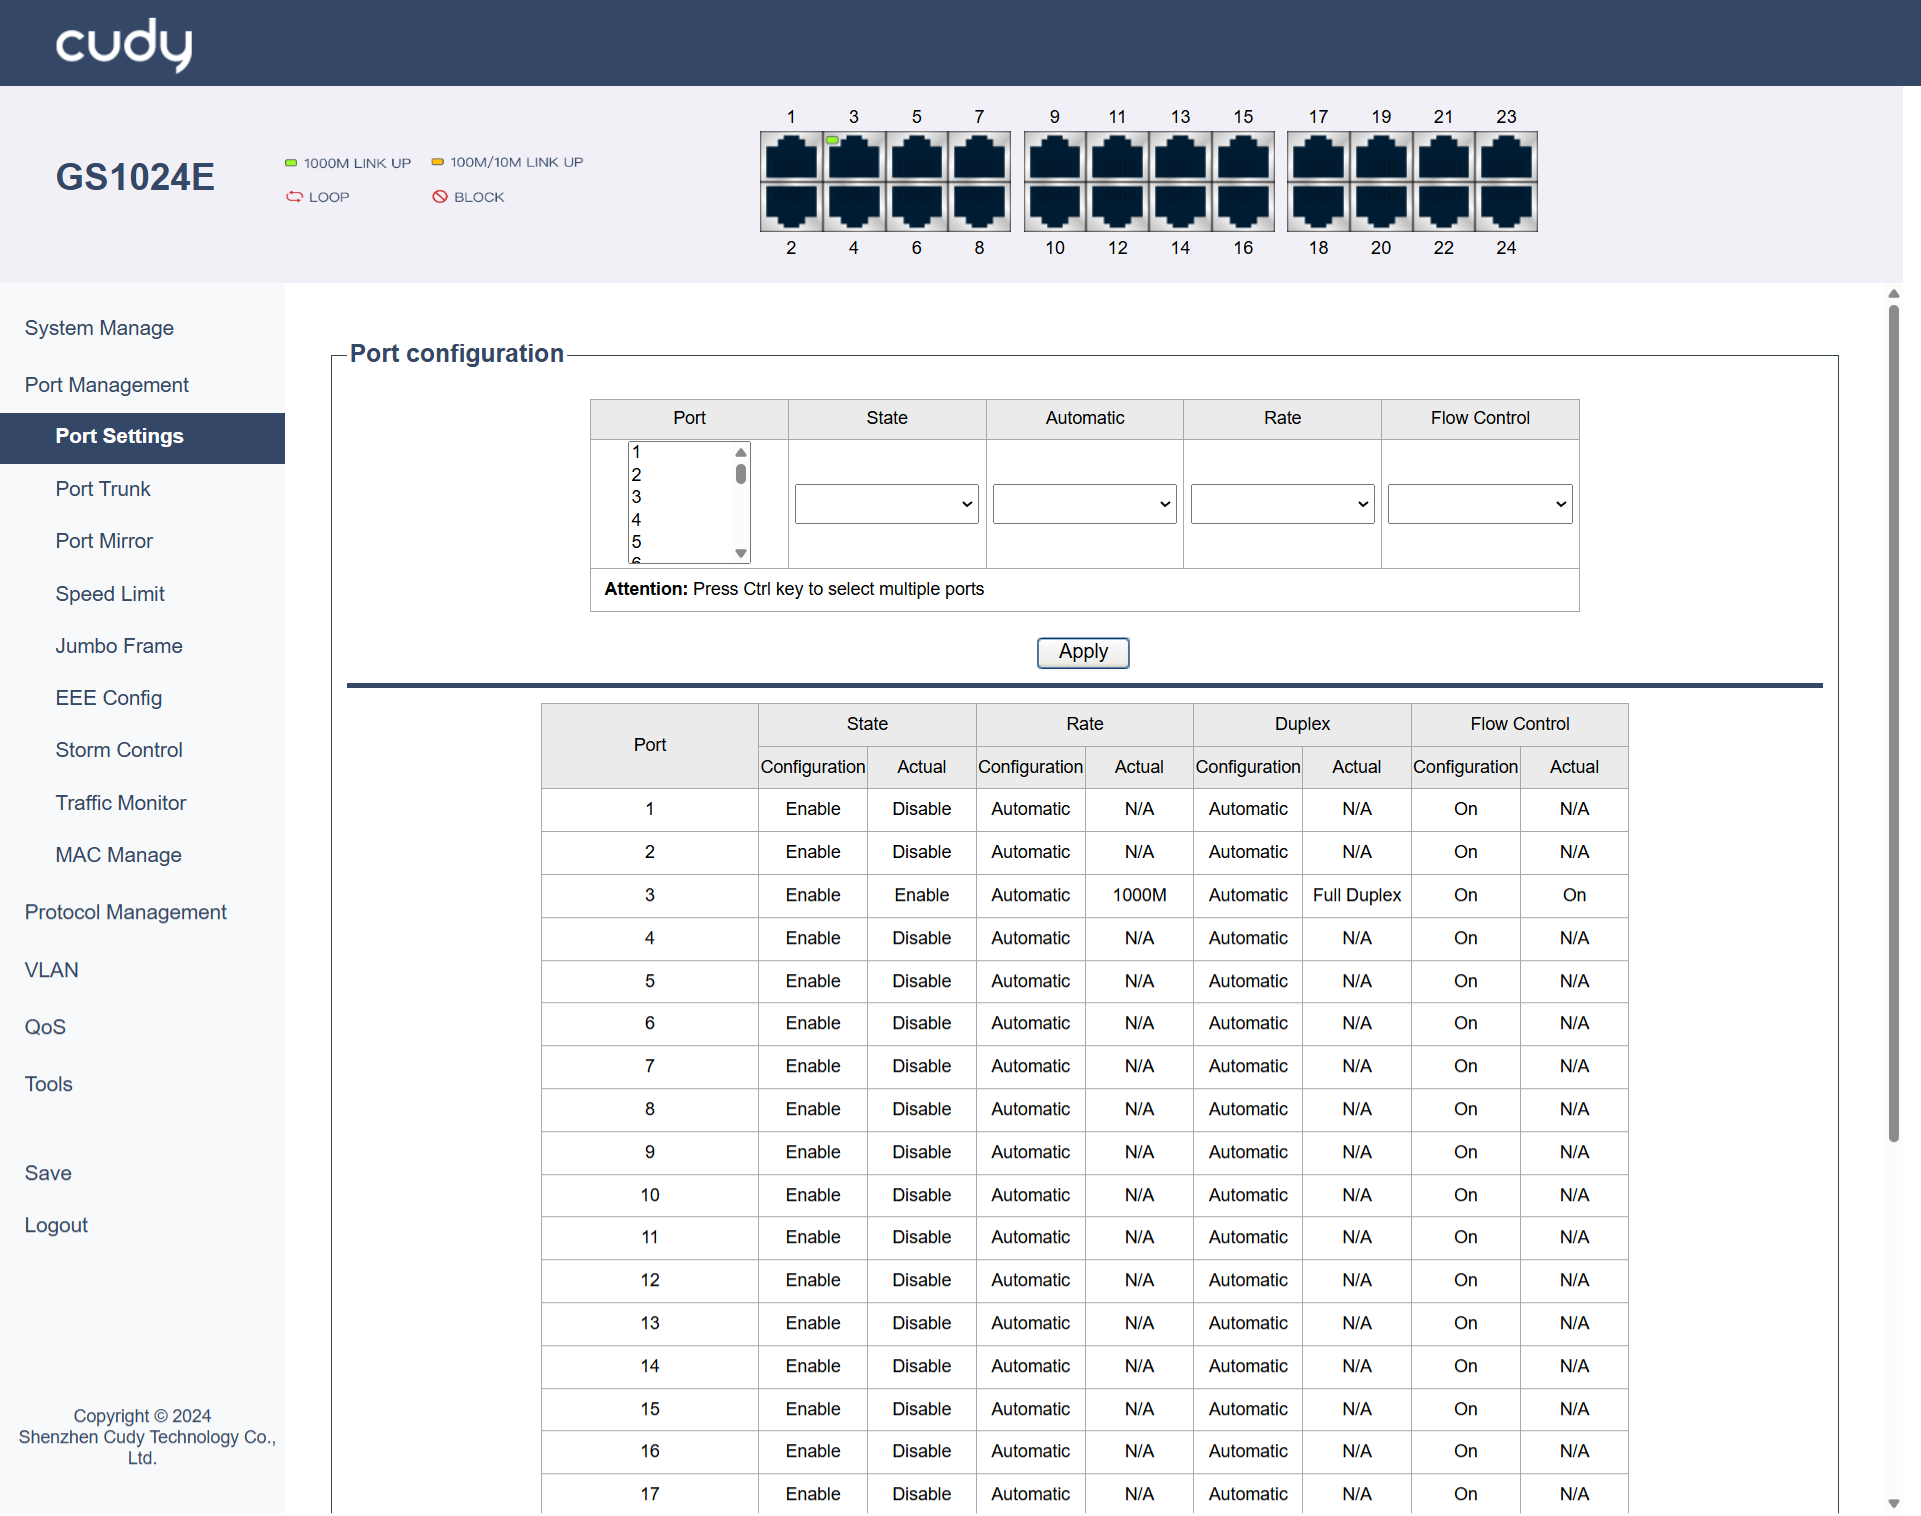 cudy
GS1024E
1000M LINK UP 100M/10M LINK UP
LOOP BLOCK
1 3 5 7 9 11 13 15 17 19 21 23
2 4 6 8 10 12 14 16 18 20 22 24
System Manage
Port Management
Port Settings
Port Trunk
Port Mirror
Speed Limit
Jumbo Frame
EEE Config
Storm Control
Traffic Monitor
MAC Manage
Protocol Management
VLAN
QoS
Tools
Save
Logout
Copyright © 2024
Shenzhen Cudy Technology Co.,
Ltd.
Port configuration
Port State Automatic Rate Flow Control
1
2
3
4
5
6
Attention: Press Ctrl key to select multiple ports
Apply
Port State Rate Duplex Flow Control
Configuration Actual Configuration Actual Configuration Actual Configuration Actual
1 Enable Disable Automatic N/A Automatic N/A On N/A
2 Enable Disable Automatic N/A Automatic N/A On N/A
3 Enable Enable Automatic 1000M Automatic Full Duplex On On
4 Enable Disable Automatic N/A Automatic N/A On N/A
5 Enable Disable Automatic N/A Automatic N/A On N/A
6 Enable Disable Automatic N/A Automatic N/A On N/A
7 Enable Disable Automatic N/A Automatic N/A On N/A
8 Enable Disable Automatic N/A Automatic N/A On N/A
9 Enable Disable Automatic N/A Automatic N/A On N/A
10 Enable Disable Automatic N/A Automatic N/A On N/A
11 Enable Disable Automatic N/A Automatic N/A On N/A
12 Enable Disable Automatic N/A Automatic N/A On N/A
13 Enable Disable Automatic N/A Automatic N/A On N/A
14 Enable Disable Automatic N/A Automatic N/A On N/A
15 Enable Disable Automatic N/A Automatic N/A On N/A
16 Enable Disable Automatic N/A Automatic N/A On N/A
17 Enable Disable Automatic N/A Automatic N/A On N/A